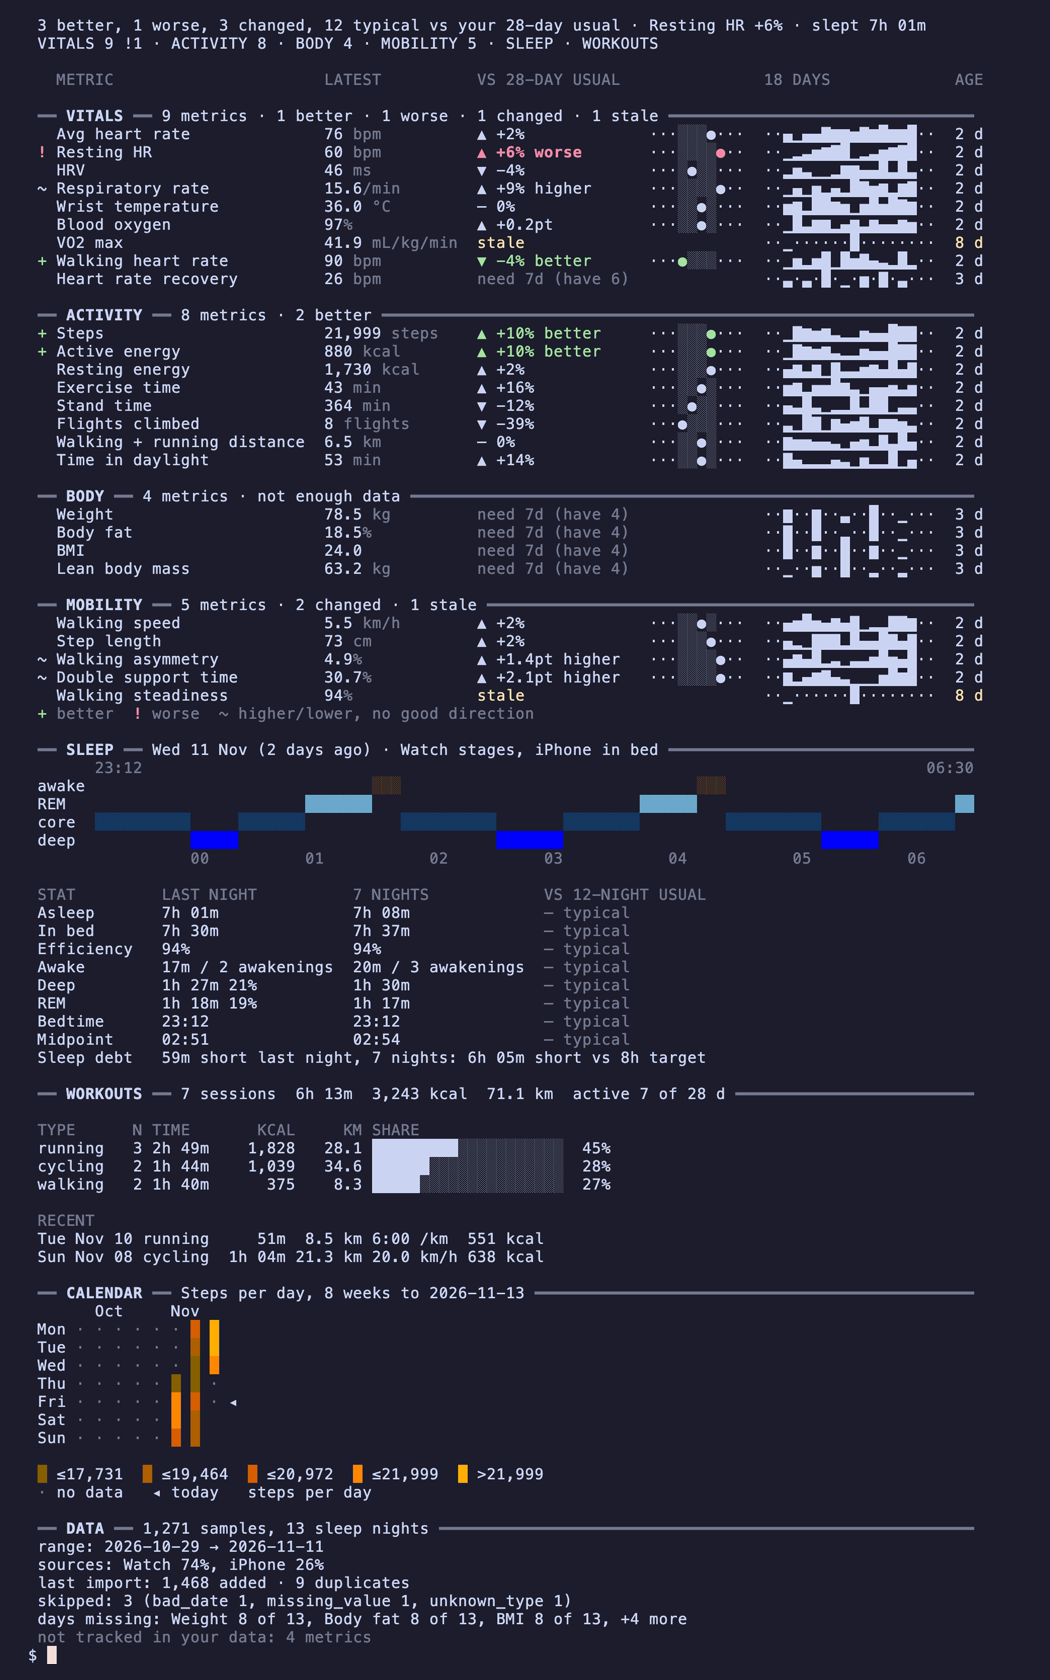 3 better, 1 worse, 3 changed, 12 typical vs your 28-day usual · Resting HR +6% · slept 7h 01m
VITALS 9 !1 · ACTIVITY 8 · BODY 4 · MOBILITY 5 · SLEEP · WORKOUTS
METRIC LATEST VS 28-DAY USUAL 18 DAYS AGE
VITALS — 9 metrics · 1 better · 1 worse · 1 changed · 1 stale
Avg heart rate 76 bpm ▲ +2% 2 d
! Resting HR 60 bpm ▲ +6% worse 2 d
HRV 46 ms ▼ −4% 2 d
~ Respiratory rate 15.6/min ▲ +9% higher 2 d
Wrist temperature 36.0 °C — 0% 2 d
Blood oxygen 97% ▲ +0.2pt 2 d
VO2 max 41.9 mL/kg/min stale 8 d
+ Walking heart rate 90 bpm ▼ −4% better 2 d
Heart rate recovery 26 bpm need 7d (have 6) 3 d
ACTIVITY — 8 metrics · 2 better
+ Steps 21,999 steps ▲ +10% better 2 d
+ Active energy 880 kcal ▲ +10% better 2 d
Resting energy 1,730 kcal ▲ +2% 2 d
Exercise time 43 min ▲ +16% 2 d
Stand time 364 min ▼ −12% 2 d
Flights climbed 8 flights ▼ −39% 2 d
Walking + running distance 6.5 km — 0% 2 d
Time in daylight 53 min ▲ +14% 2 d
BODY — 4 metrics · not enough data
Weight 78.5 kg need 7d (have 4) 3 d
Body fat 18.5% need 7d (have 4) 3 d
BMI 24.0 need 7d (have 4) 3 d
Lean body mass 63.2 kg need 7d (have 4) 3 d
MOBILITY — 5 metrics · 2 changed · 1 stale
Walking speed 5.5 km/h ▲ +2% 2 d
Step length 73 cm ▲ +2% 2 d
~ Walking asymmetry 4.9% ▲ +1.4pt higher 2 d
~ Double support time 30.7% ▲ +2.1pt higher 2 d
Walking steadiness 94% stale 8 d
+ better ! worse ~ higher/lower, no good direction
SLEEP — Wed 11 Nov (2 days ago) · Watch stages, iPhone in bed
23:12 06:30
awake
REM
core
deep
00 01 02 03 04 05 06
STAT LAST NIGHT 7 NIGHTS VS 12-NIGHT USUAL
Asleep 7h 01m 7h 08m — typical
In bed 7h 30m 7h 37m — typical
Efficiency 94% 94% — typical
Awake 17m / 2 awakenings 20m / 3 awakenings — typical
Deep 1h 27m 21% 1h 30m — typical
REM 1h 18m 19% 1h 17m — typical
Bedtime 23:12 23:12 — typical
Midpoint 02:51 02:54 — typical
Sleep debt 59m short last night, 7 nights: 6h 05m short vs 8h target
WORKOUTS — 7 sessions 6h 13m 3,243 kcal 71.1 km active 7 of 28 d
TYPE N TIME KCAL KM SHARE
running 3 2h 49m 1,828 28.1 45%
cycling 2 1h 44m 1,039 34.6 28%
walking 2 1h 40m 375 8.3 27%
RECENT
Tue Nov 10 running 51m 8.5 km 6:00 /km 551 kcal
Sun Nov 08 cycling 1h 04m 21.3 km 20.0 km/h 638 kcal
CALENDAR — Steps per day, 8 weeks to 2026-11-13
Oct Nov
Mon
Tue
Wed
Thu
Fri ◂
Sat
Sun
≤17,731 ≤19,464 ≤20,972 ≤21,999 >21,999
· no data ◂ today steps per day
DATA — 1,271 samples, 13 sleep nights
range: 2026-10-29 → 2026-11-11
sources: Watch 74%, iPhone 26%
last import: 1,468 added · 9 duplicates
skipped: 3 (bad_date 1, missing_value 1, unknown_type 1)
days missing: Weight 8 of 13, Body fat 8 of 13, BMI 8 of 13, +4 more
not tracked in your data: 4 metrics
$